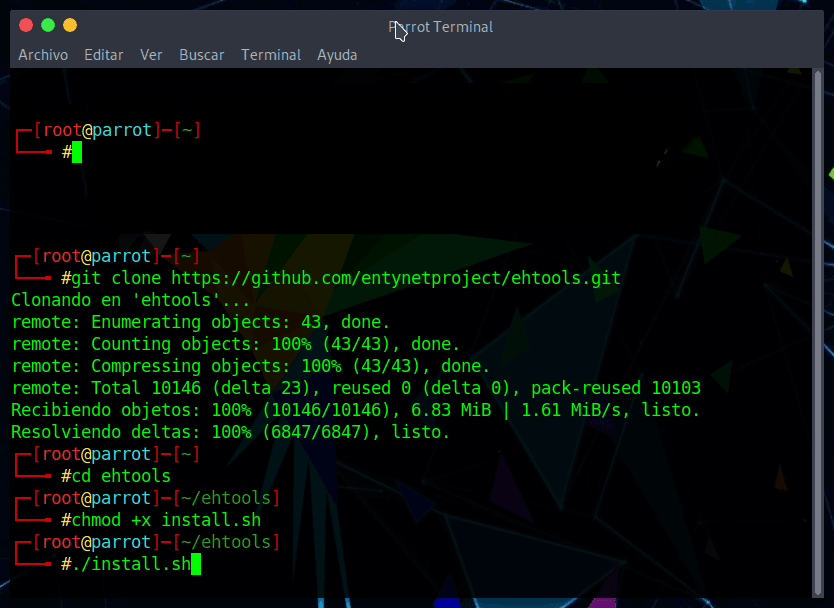 Parrot Terminal
Archivo Editar Ver Buscar Terminal Ayuda
┌─[root@parrot]─[~]
└──╼ #
┌─[root@parrot]─[~]
└──╼ #git clone https://github.com/entynetproject/ehtools.git
Clonando en 'ehtools'...
remote: Enumerating objects: 43, done.
remote: Counting objects: 100% (43/43), done.
remote: Compressing objects: 100% (43/43), done.
remote: Total 10146 (delta 23), reused 0 (delta 0), pack-reused 10103
Recibiendo objetos: 100% (10146/10146), 6.83 MiB | 1.61 MiB/s, listo.
Resolviendo deltas: 100% (6847/6847), listo.
┌─[root@parrot]─[~]
└──╼ #cd ehtools
┌─[root@parrot]─[~/ehtools]
└──╼ #chmod +x install.sh
┌─[root@parrot]─[~/ehtools]
└──╼ #./install.sh